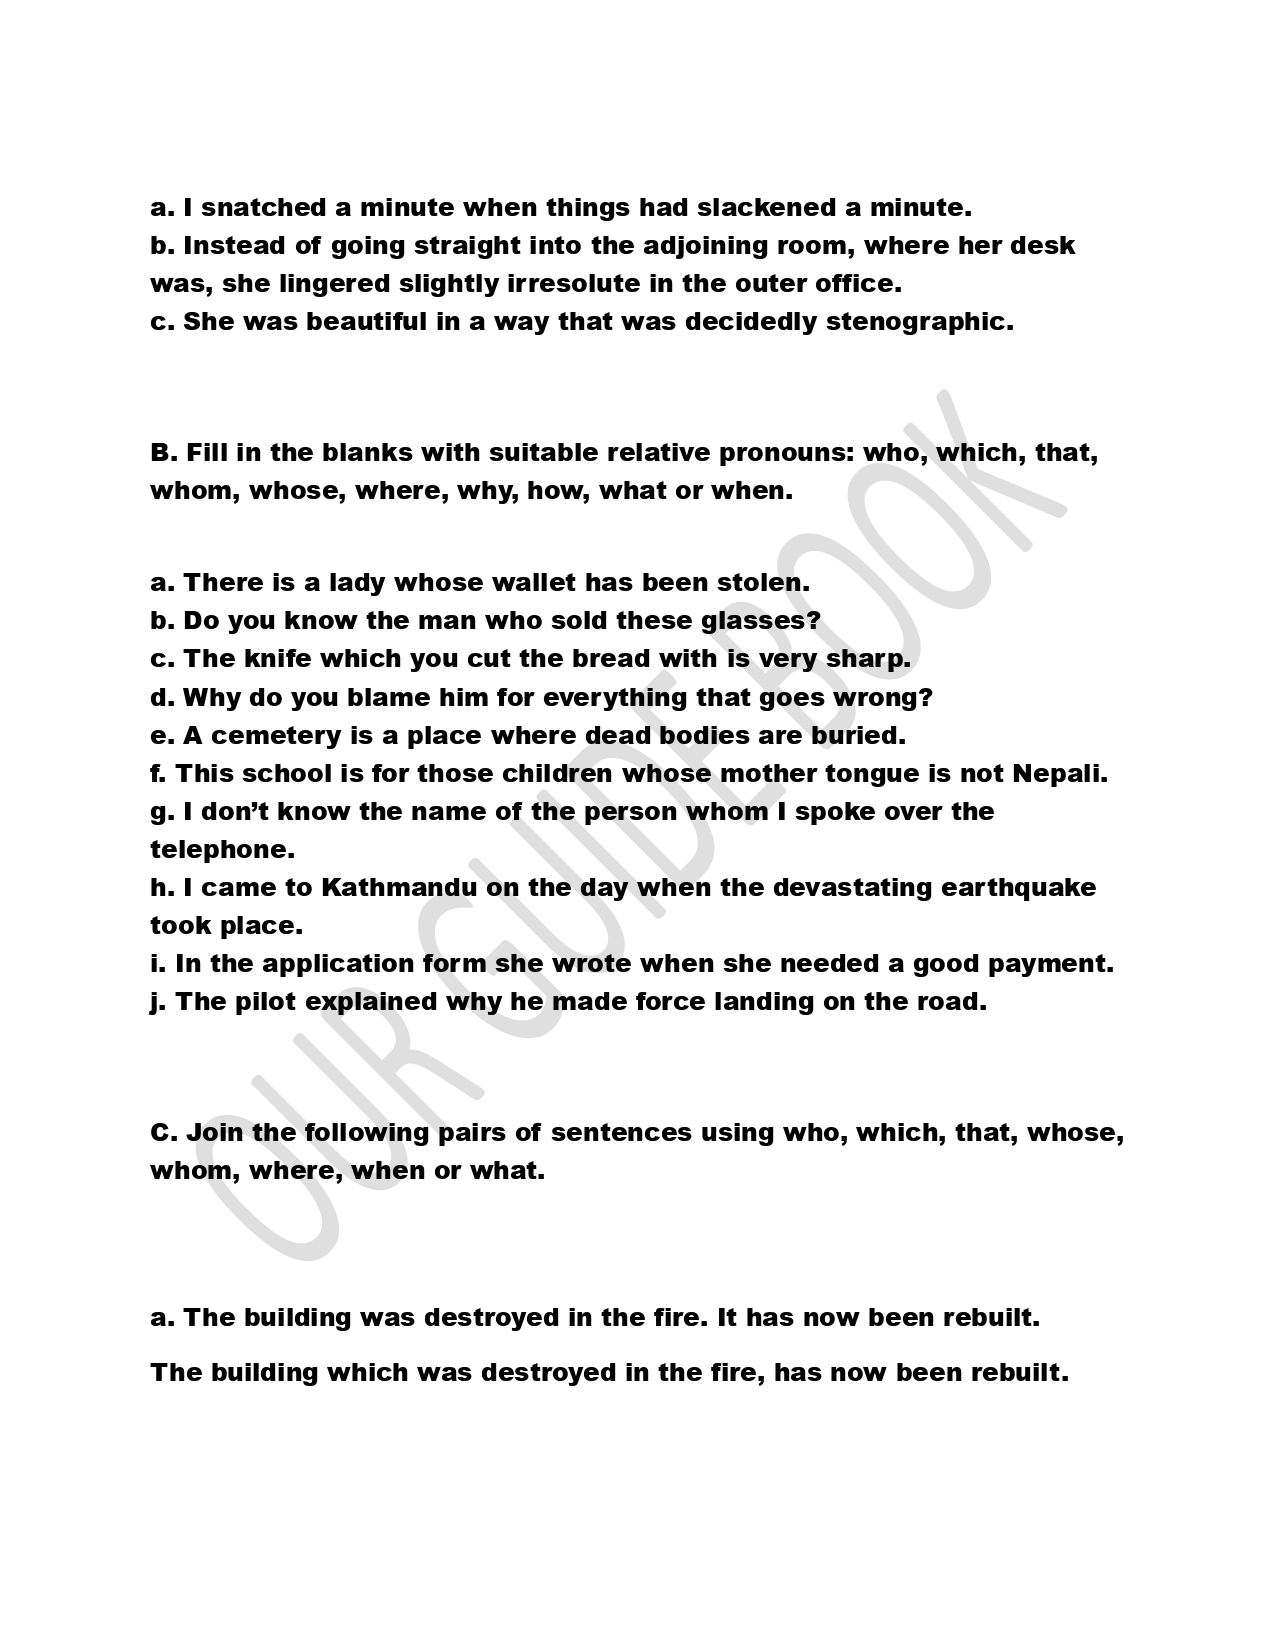 a. I snatched a minute when things had slackened a minute.
b. Instead of going straight into the adjoining room, where her desk
was, she lingered slightly irresolute in the outer office.
c. She was beautiful in a way that was decidedly stenographic.
B. Fill in the blanks with suitable relative pronouns: who, which, that,
whom, whose, where, why, how, what or when.
a. There is a lady whose wallet has been stolen.
b. Do you know the man who sold these glasses?
c. The knife which you cut the bread with is very sharp.
d. Why do you blame him for everything that goes wrong?
e. A cemetery is a place where dead bodies are buried.
f. This school is for those children whose mother tongue is not Nepali.
g. I don’t know the name of the person whom I spoke over the
telephone.
h. I came to Kathmandu on the day when the devastating earthquake
took place.
i. In the application form she wrote when she needed a good payment.
j. The pilot explained why he made force landing on the road.
C. Join the following pairs of sentences using who, which, that, whose,
whom, where, when or what.
a. The building was destroyed in the fire. It has now been rebuilt.
The building which was destroyed in the fire, has now been rebuilt.
OUR GUIDE BOOK